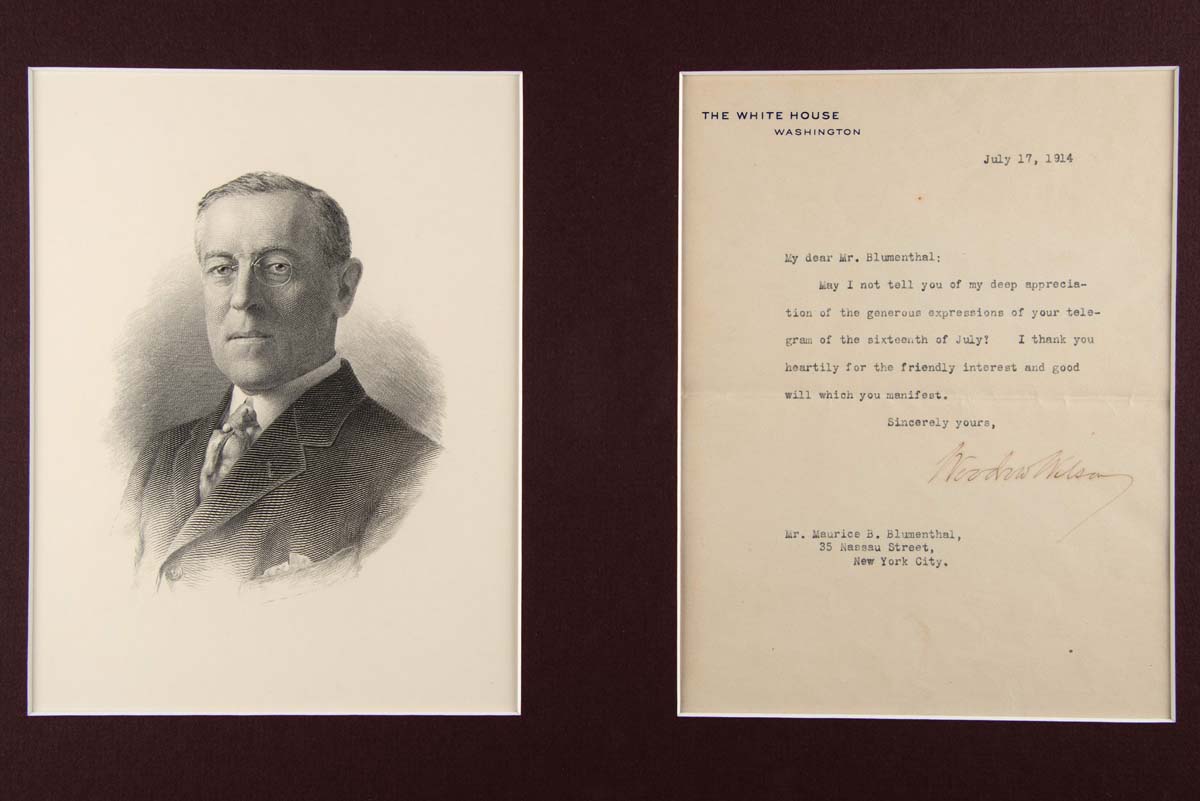 THE WHITE HOUSE
WASHINGTON
July 17, 1914
My dear Mr. Blumenthal:
May I not tell you of my deep apprecia-
tion of the generous expressions of your tele-
gram of the sixteenth of July? I thank you
heartily for the friendly interest and good
will which you manifest.
Sincerely yours,
Woodrow Wilson
Mr. Maurice B. Blumenthal,
35 Nassau Street,
New York City.